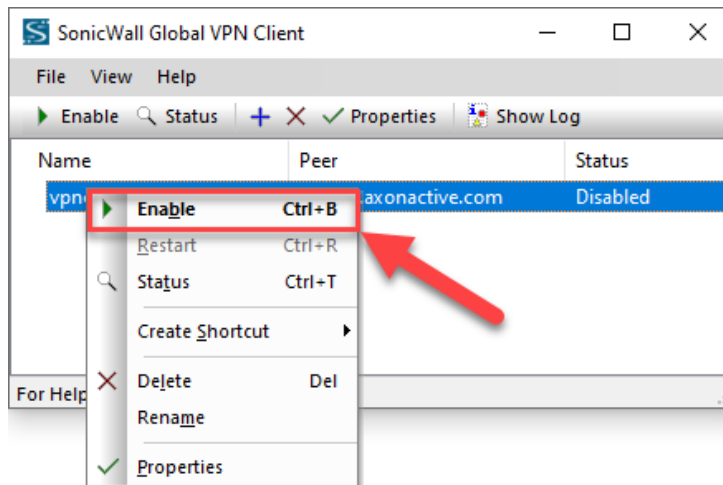 SonicWall Global VPN Client
File View Help
Enable Status Properties Show Log
Name Peer Status
axonactive.com Disabled
Enable Ctrl+B
Restart Ctrl+R
Status Ctrl+T
Create Shortcut
For Help
Delete Del
Rename
Properties